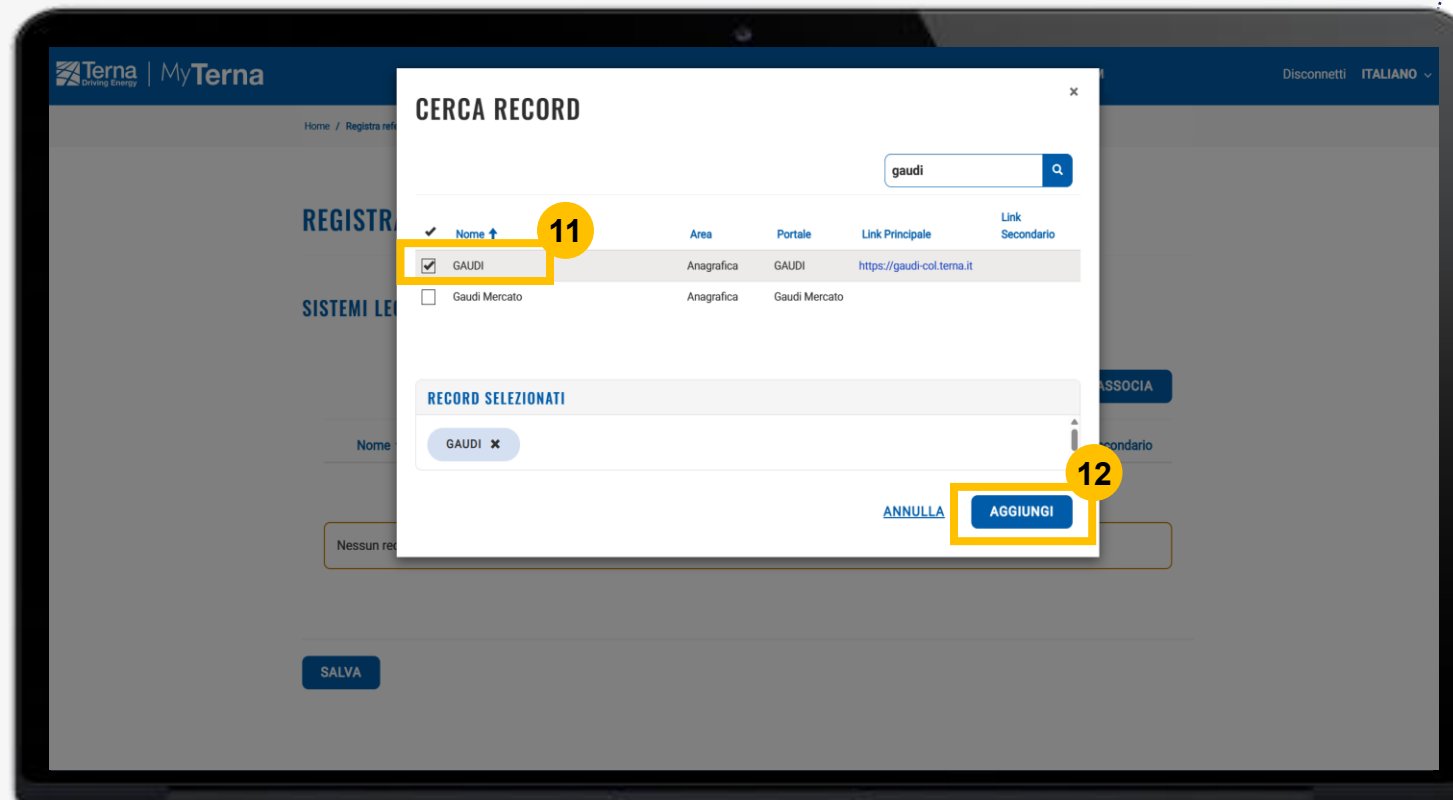 Terna Driving Energy | MyTerna
Disconnetti ITALIANO
Home / Registra refe
CERCA RECORD
×
gaudi
REGISTRA
11
Nome Area Portale Link Principale Link Secondario
GAUDI Anagrafica GAUDI https://gaudi-col.terna.it
Gaudi Mercato Anagrafica Gaudi Mercato
SISTEMI LEG
ASSOCIA
RECORD SELEZIONATI
GAUDI ×
Nome
condario
12
ANNULLA AGGIUNGI
Nessun rec
SALVA